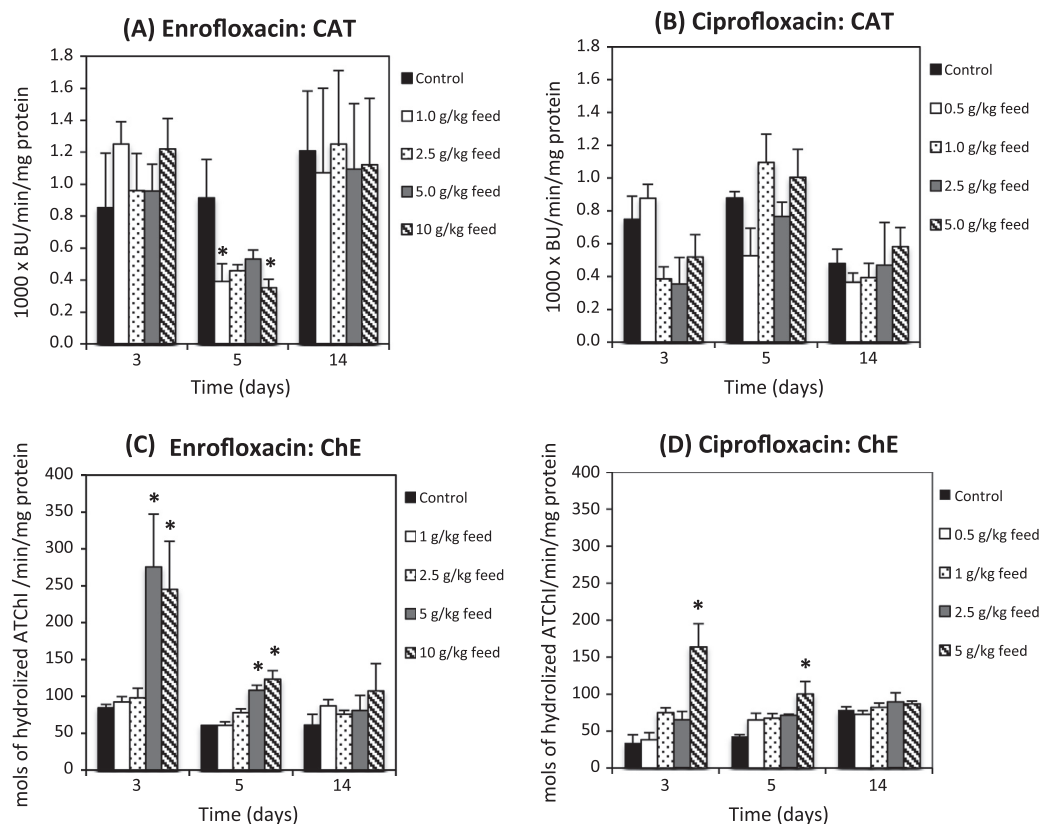 (A) Enrofloxacin: CAT
1000 x BU/min/mg protein
1.8
1.6
1.4
1.2
1.0
0.8
0.6
0.4
0.2
0.0
*
*
3
5
14
Time (days)
Control
1.0 g/kg feed
2.5 g/kg feed
5.0 g/kg feed
10 g/kg feed
(B) Ciprofloxacin: CAT
1000 x BU/min/mg protein
1.8
1.6
1.4
1.2
1.0
0.8
0.6
0.4
0.2
0.0
3
5
14
Time (days)
Control
0.5 g/kg feed
1.0 g/kg feed
2.5 g/kg feed
5.0 g/kg feed
(C) Enrofloxacin: ChE
mols of hydrolized ATChI /min/mg protein
400
350
300
250
200
150
100
50
0
*
*
*
*
3
5
14
Time (days)
Control
1 g/kg feed
2.5 g/kg feed
5 g/kg feed
10 g/kg feed
(D) Ciprofloxacin: ChE
mols of hydrolized ATChI/min/mg protein
400
350
300
250
200
150
100
50
0
*
*
3
5
14
Time (days)
Control
0.5 g/kg feed
1 g/kg feed
2.5 g/kg feed
5 g/kg feed